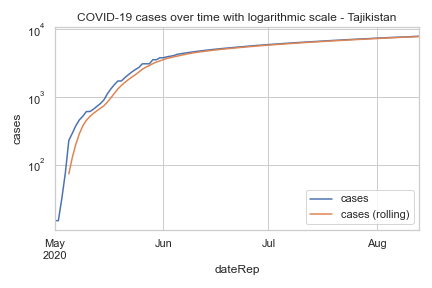 COVID-19 cases over time with logarithmic scale - Tajikistan
10^4
10^3
10^2
cases
cases
cases (rolling)
May
2020
Jun
Jul
Aug
dateRep